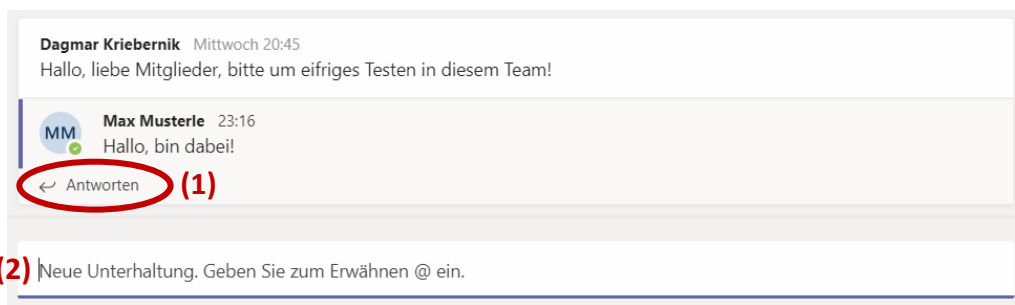 Dagmar Kriebernik Mittwoch 20:45
Hallo, liebe Mitglieder, bitte um eifriges Testen in diesem Team!
MM Max Musterle 23:16
Hallo, bin dabei!
Antworten (1)
(2) Neue Unterhaltung. Geben Sie zum Erwähnen @ ein.